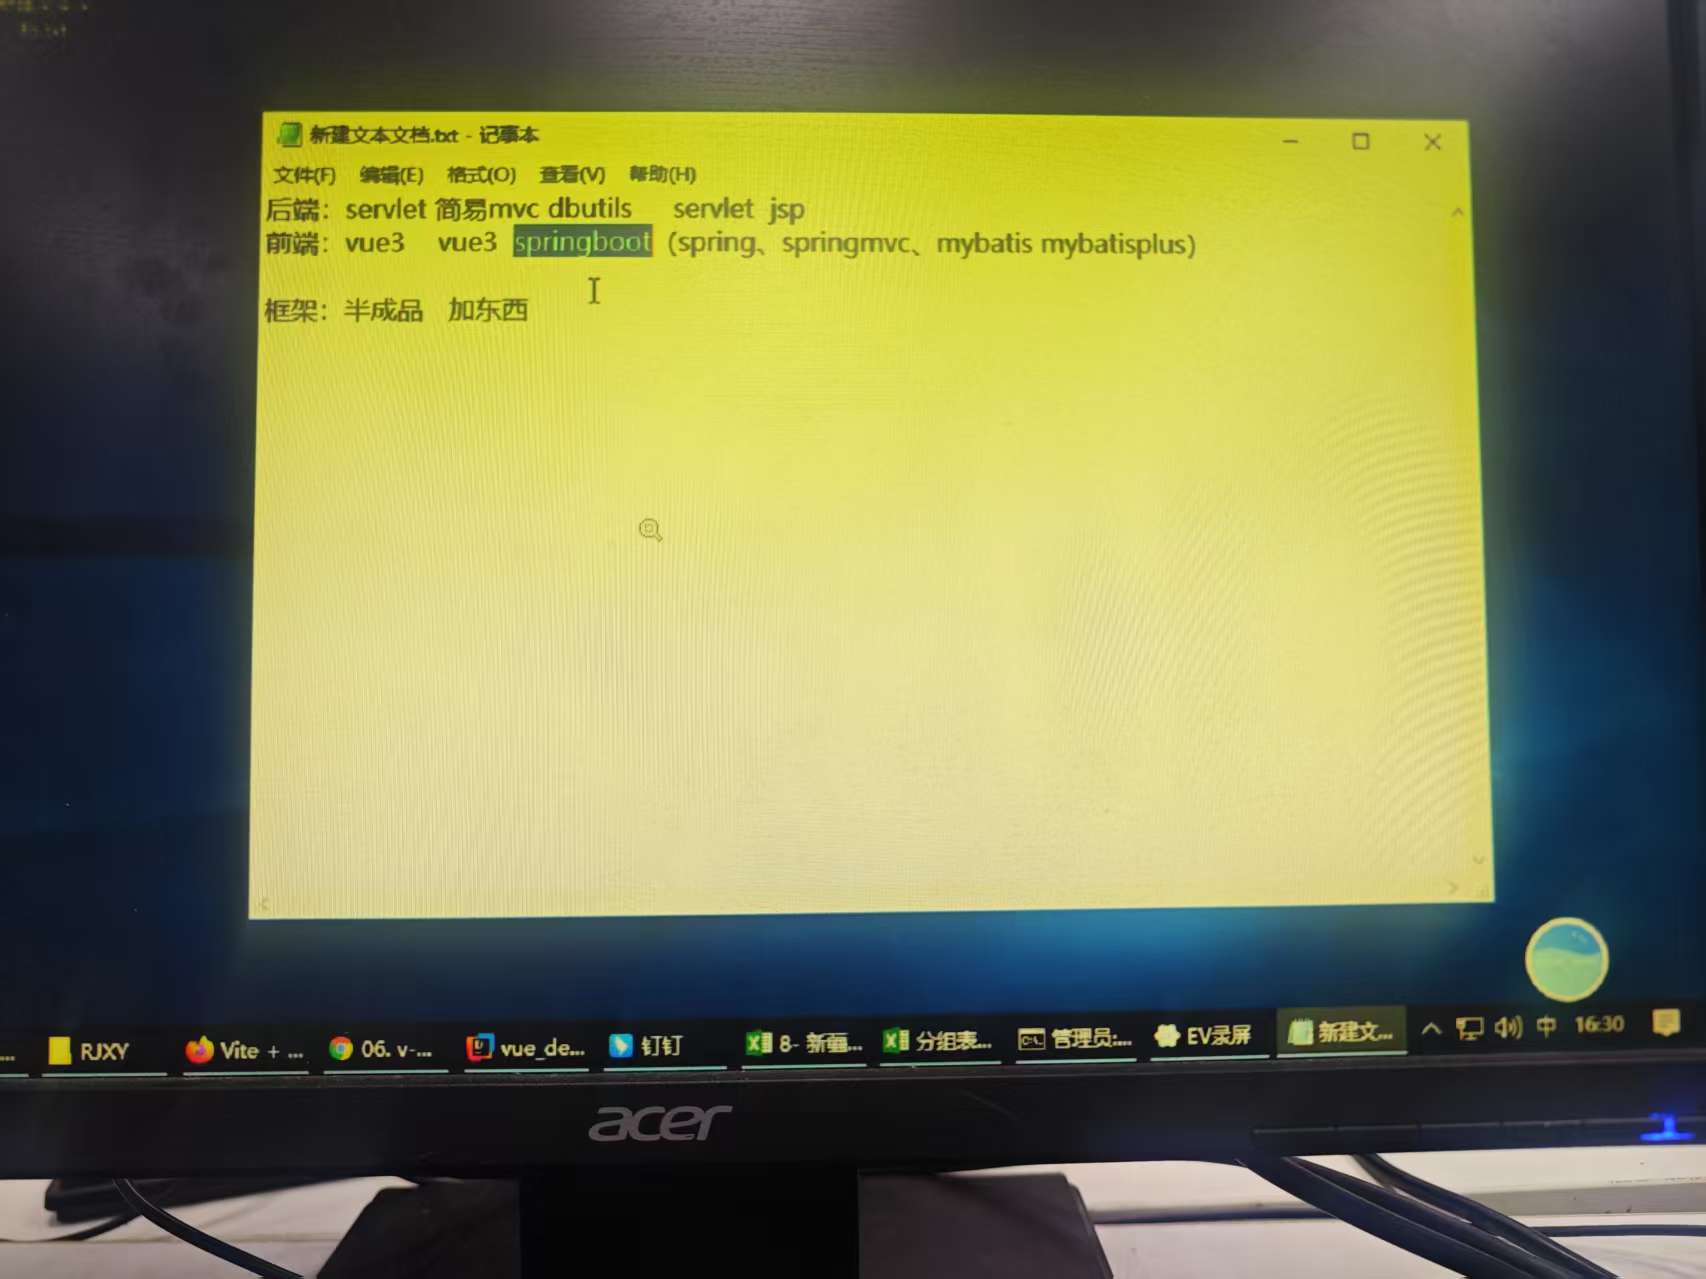 新建文本文档.txt - 记事本
文件(F) 编辑(E) 格式(O) 查看(V) 帮助(H)
后端：servlet 简易mvc dbutils servlet jsp
前端：vue3 vue3 springboot（spring、springmvc、mybatis mybatisplus）
框架：半成品 加东西
... RJXY Vite + ... 06. v-... vue_de... 钉钉 8- 新疆... 分组表... 管理员:... EV录屏 新建文... 中 16:30
acer